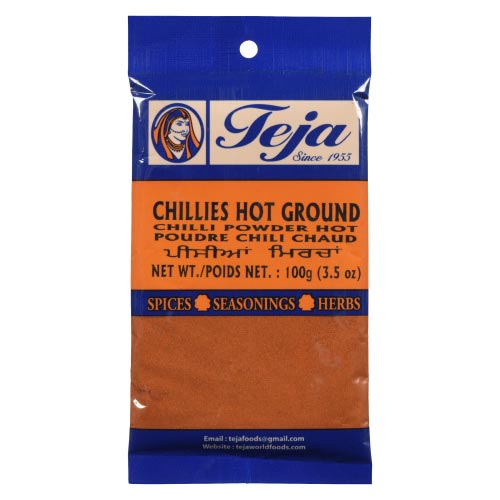 Teja
Since 1955
CHILLIES HOT GROUND
CHILLI POWDER HOT
POUDRE CHILI CHAUD
ਪੀਸੀਆਂ ਮਿਰਚਾਂ
NET WT./POIDS NET. : 100g (3.5 oz)
SPICES SEASONINGS HERBS
Email : tejafoods@gmail.com
Website : tejaworldfoods.com